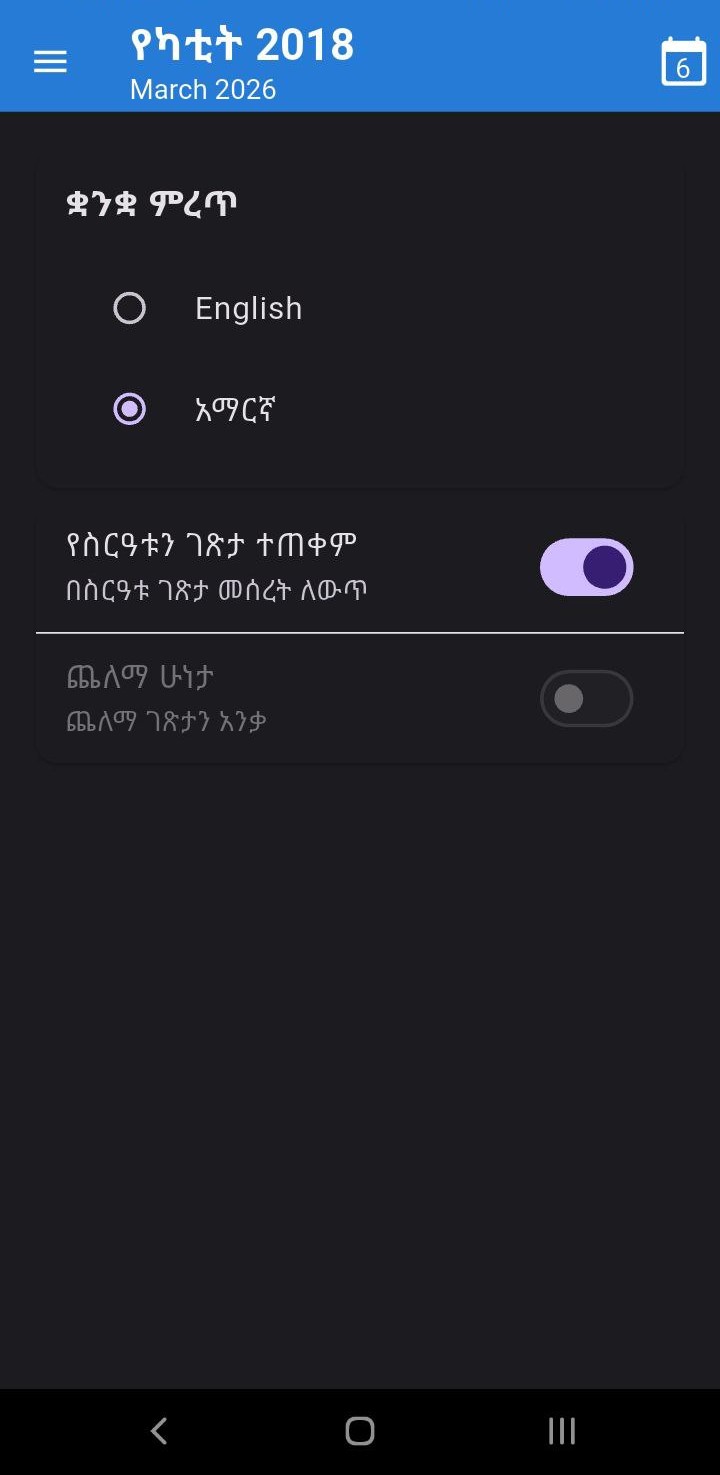 የካቲት 2018
March 2026
6
ቋንቋ ምረጥ
English
አማርኛ
የስርዓቱን ገጽታ ተጠቀም
በስርዓቱ ገጽታ መሰረት ለውጥ
ጨለማ ሁነታ
ጨለማ ገጽታን አንቃ